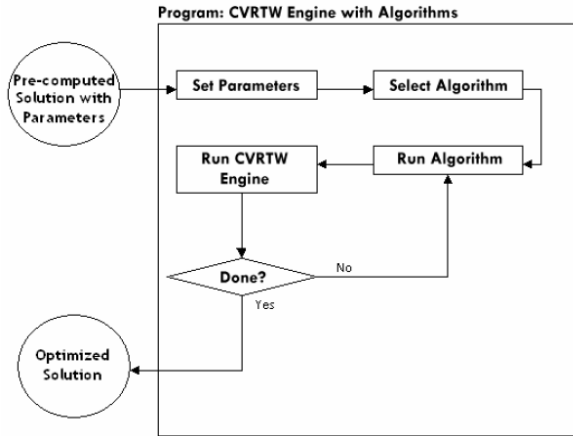 Program: CVRTW Engine with Algorithms
Pre-computed
Solution with
Parameters
Set Parameters
Select Algorithm
Run CVRTW
Engine
Run Algorithm
Done?
No
Yes
Optimized
Solution